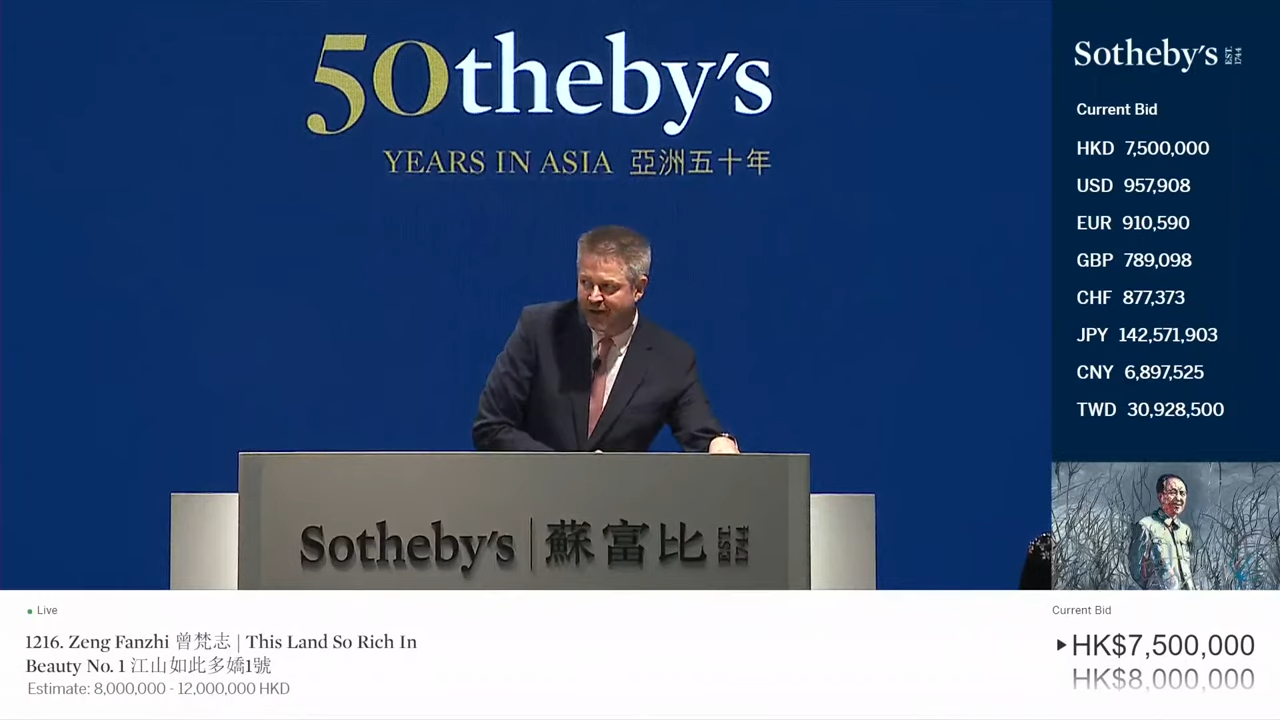 50theby's
YEARS IN ASIA 亞洲五十年
Sotheby's EST. 1744
Current Bid
HKD 7,500,000
USD 957,908
EUR 910,590
GBP 789,098
CHF 877,373
JPY 142,571,903
CNY 6,897,525
TWD 30,928,500
Sotheby's | 蘇富比 EST. 1744
Live
1216. Zeng Fanzhi 曾梵志 | This Land So Rich In
Beauty No. 1 江山如此多嬌1號
Estimate: 8,000,000 - 12,000,000 HKD
Current Bid
HK$7,500,000
HK$8,000,000